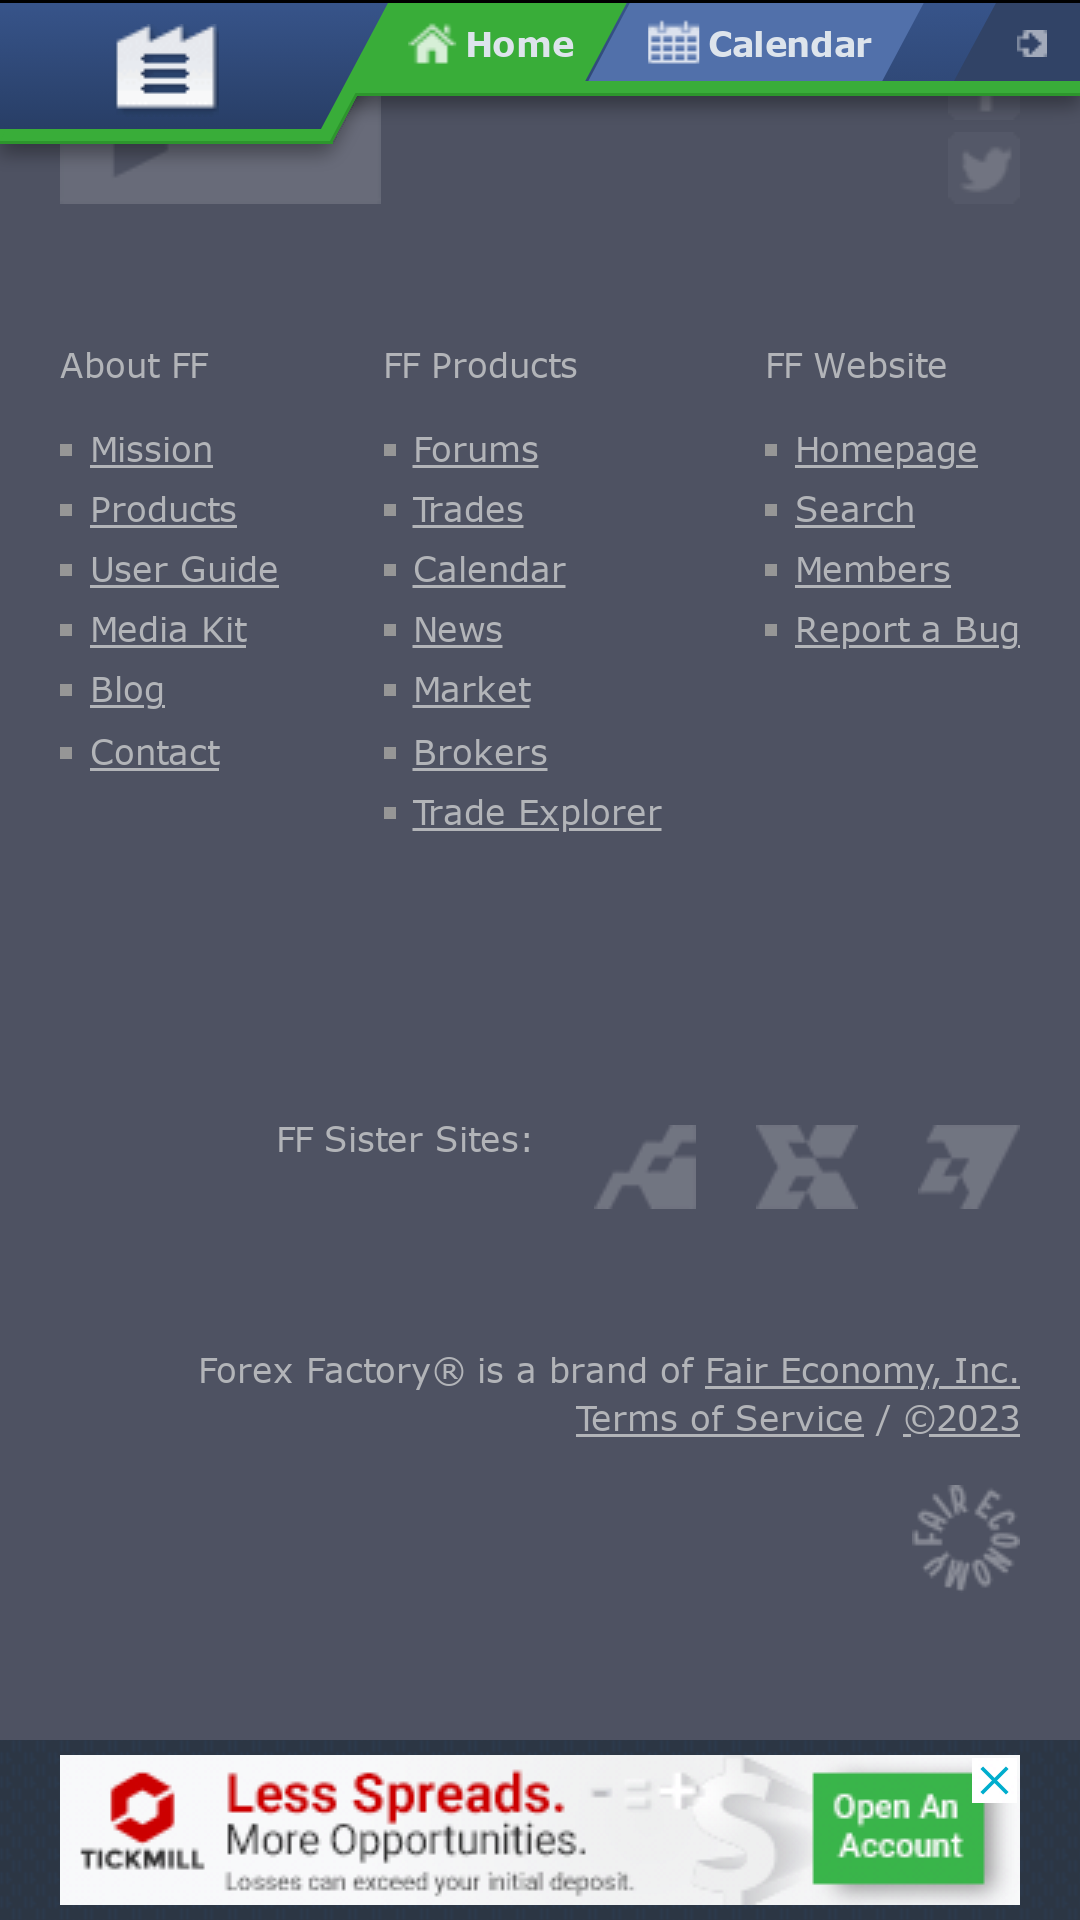 Home
Calendar
About FF
Mission
Products
User Guide
Media Kit
Blog
Contact
FF Products
Forums
Trades
Calendar
News
Market
Brokers
Trade Explorer
FF Website
Homepage
Search
Members
Report a Bug
FF Sister Sites:
Forex Factory® is a brand of Fair Economy, Inc.
Terms of Service / ©2023
FAIR ECONOMY
TICKMILL
Less Spreads.
More Opportunities.
Losses can exceed your initial deposit.
- = +
$
Open An
Account